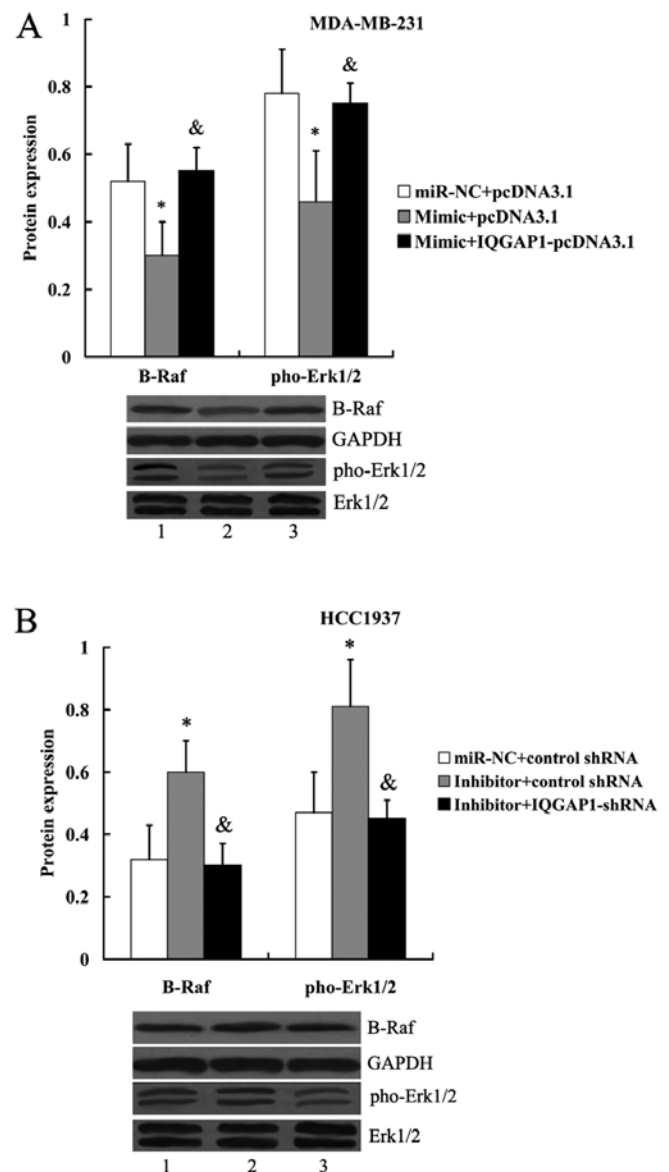 A
MDA-MB-231
Protein expression
0.8
0.6
0.4
0.2
0
&
*
&
*
miR-NC+pcDNA3.1
Mimic+pcDNA3.1
Mimic+IQGAP1-pcDNA3.1
B-Raf
pho-Erk1/2
B-Raf
GAPDH
pho-Erk1/2
Erk1/2
1 2 3
B
HCC1937
Protein expression
1
0.8
0.6
0.4
0.2
0
*
&
*
&
miR-NC+control shRNA
Inhibitor+control shRNA
Inhibitor+IQGAP1-shRNA
B-Raf
pho-Erk1/2
B-Raf
GAPDH
pho-Erk1/2
Erk1/2
1 2 3